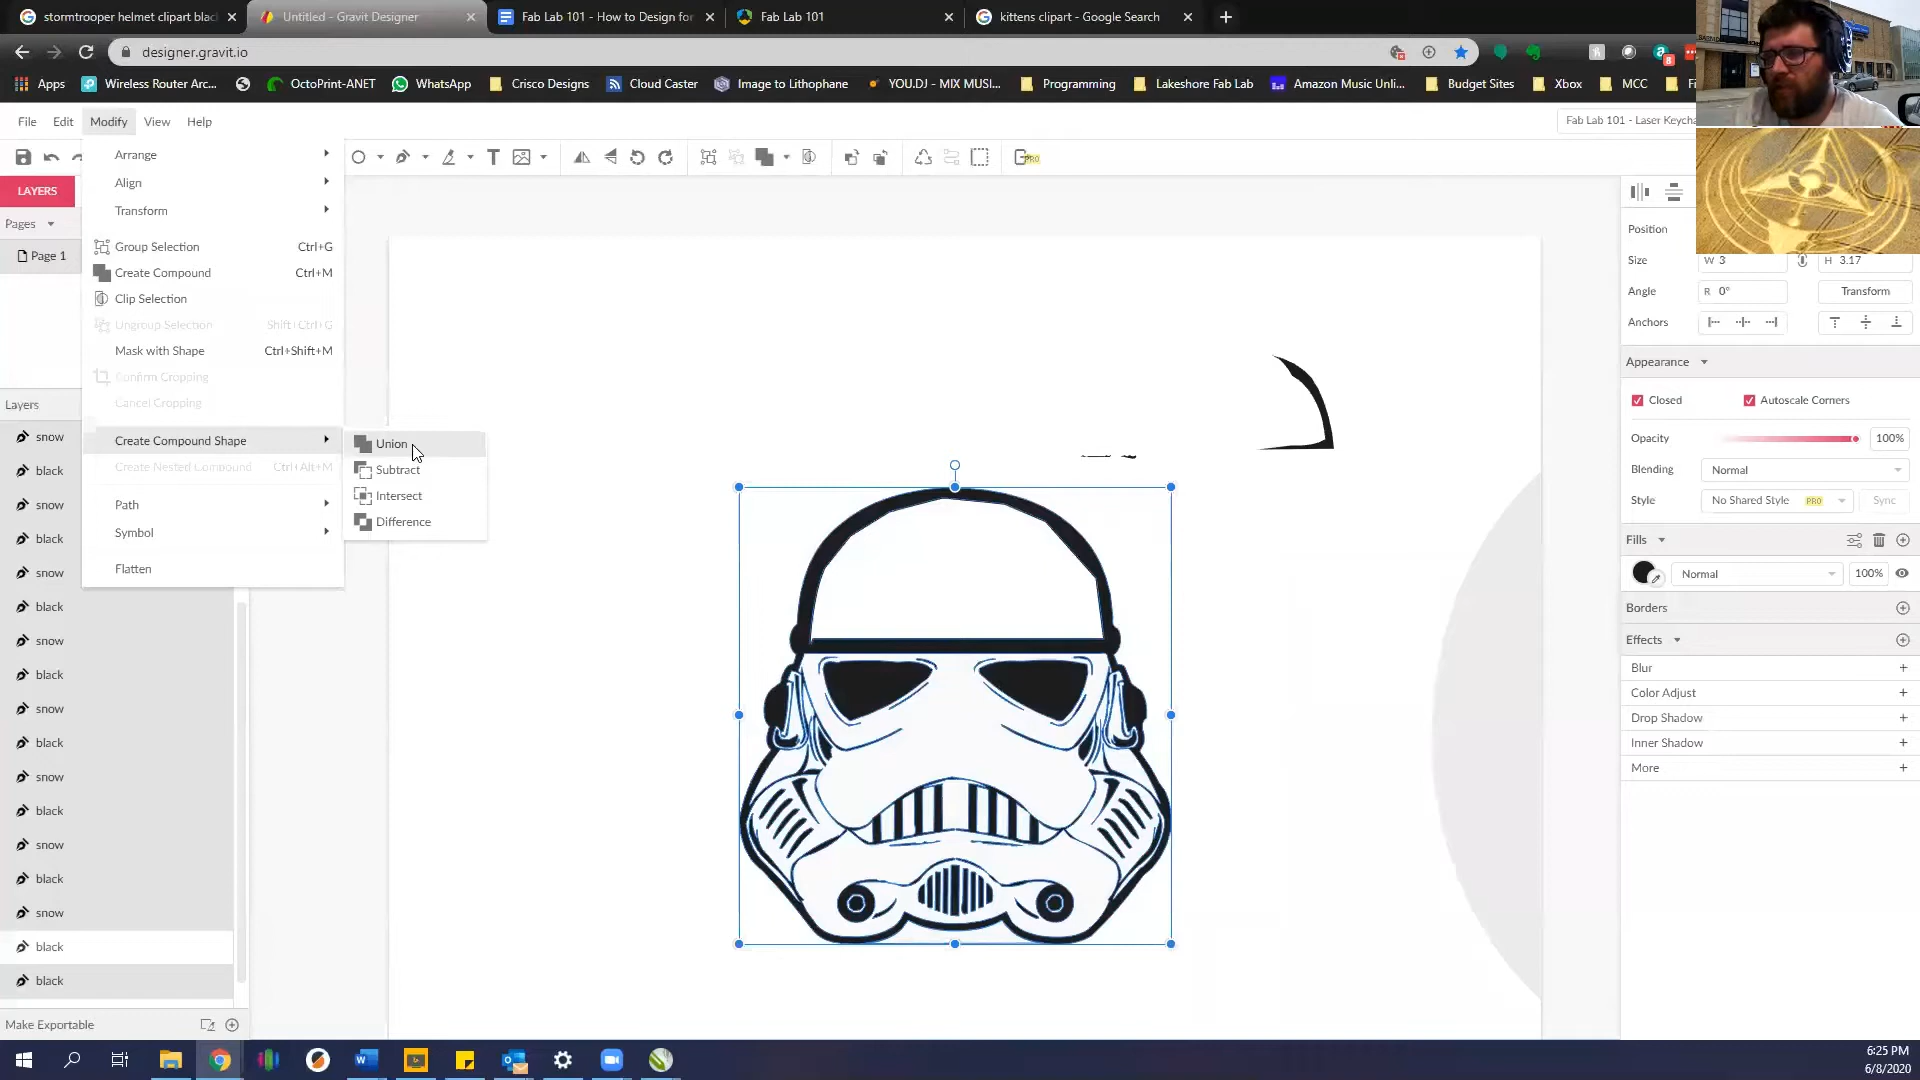 stormtrooper helmet clipart blac
Untitled - Gravit Designer
Fab Lab 101 - How to Design for
Fab Lab 101
kittens clipart - Google Search
designer.gravit.io
8
Apps
Wireless Router Arc...
OctoPrint-ANET
WhatsApp
Crisco Designs
Cloud Caster
Image to Lithophane
YOU.DJ - MIX MUSI...
Programming
Lakeshore Fab Lab
Amazon Music Unli...
Budget Sites
Xbox
MCC
File
Edit
Modify
View
Help
Fab Lab 101 - Laser Keycha
PRO
LAYERS
Pages
Page 1
Layers
snow
black
snow
black
snow
black
snow
black
snow
black
snow
black
snow
black
snow
black
black
Make Exportable
Arrange
Align
Transform
Group Selection Ctrl+G
Create Compound Ctrl+M
Clip Selection
Ungroup Selection Shift+Ctrl+G
Mask with Shape Ctrl+Shift+M
Confirm Cropping
Cancel Cropping
Create Compound Shape
Create Nested Compound Ctrl+Alt+M
Path
Symbol
Flatten
Union
Subtract
Intersect
Difference
Position
Size W 3 H 3.17
Angle R 0° Transform
Anchors
Appearance
Closed Autoscale Corners
Opacity 100%
Blending Normal
Style No Shared Style PRO Sync
Fills
Normal 100%
Borders
Effects
Blur
Color Adjust
Drop Shadow
Inner Shadow
More
6:25 PM
6/8/2020